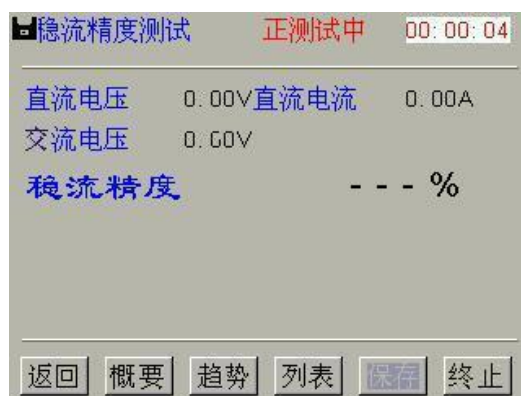 稳流精度测试 正测试中 00:00:04
直流电压 0.00V 直流电流 0.00A
交流电压 0.60V
稳流精度 - - - %
返回 概要 趋势 列表 保存 终止